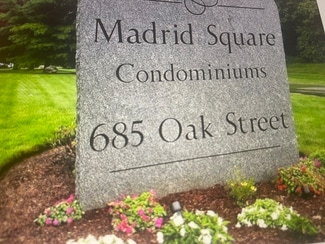 Madrid Square
Condominiums
685 Oak Street